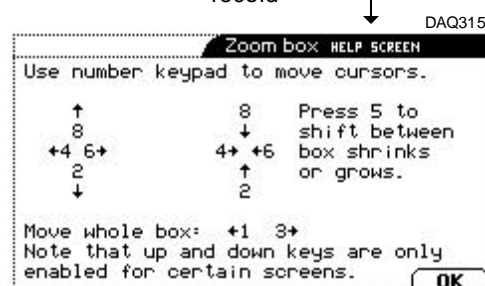 DAQ315
Zoom box HELP SCREEN
Use number keypad to move cursors.
↑ 8 Press 5 to
8 ↓ shift between
←4 6→ 4→ ←6 box shrinks
2 ↑ or grows.
↓ 2
Move whole box: ←1 3→
Note that up and down keys are only
enabled for certain screens.
OK